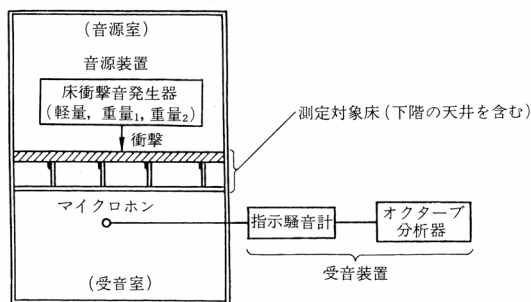 (音源室)
音源装置
床衝撃音発生器
(軽量, 重量₁, 重量₂)
衝撃
測定対象床(下階の天井を含む)
マイクロホン
指示騒音計
オクターブ
分析器
受音装置
(受音室)